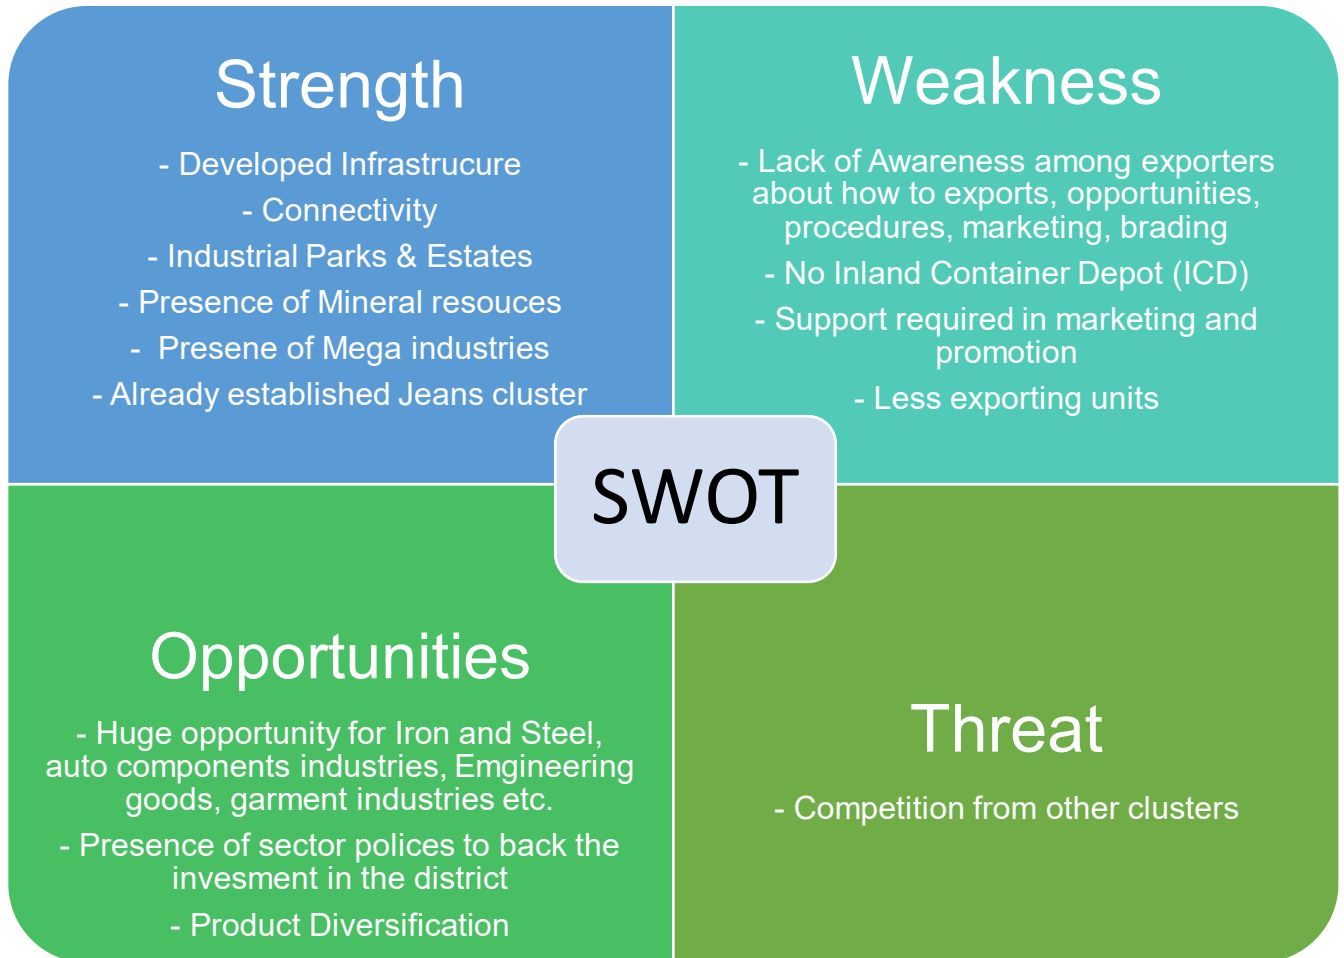 Strength
- Developed Infrastrucure
- Connectivity
- Industrial Parks & Estates
- Presence of Mineral resouces
- Presene of Mega industries
- Already established Jeans cluster
Weakness
- Lack of Awareness among exporters
about how to exports, opportunities,
procedures, marketing, brading
- No Inland Container Depot (ICD)
- Support required in marketing and
promotion
- Less exporting units
SWOT
Opportunities
- Huge opportunity for Iron and Steel,
auto components industries, Emgineering
goods, garment industries etc.
- Presence of sector polices to back the
invesment in the district
- Product Diversification
Threat
- Competition from other clusters